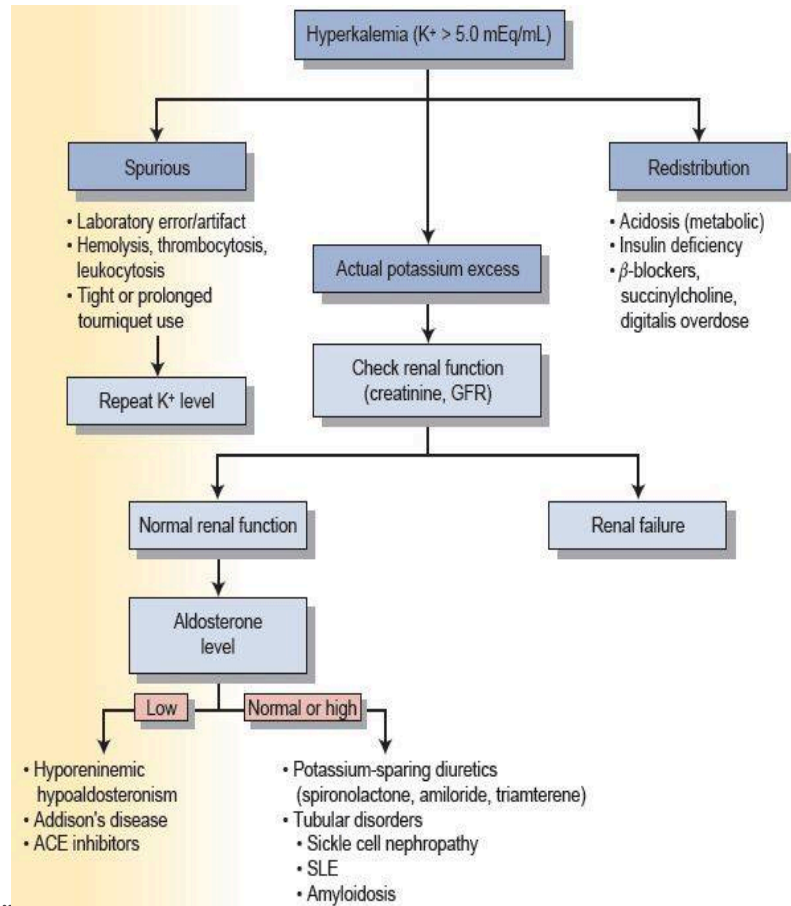 Hyperkalemia (K⁺ > 5.0 mEq/mL)
Spurious
• Laboratory error/artifact
• Hemolysis, thrombocytosis,
leukocytosis
• Tight or prolonged
tourniquet use
Repeat K⁺ level
Actual potassium excess
Redistribution
• Acidosis (metabolic)
• Insulin deficiency
• β-blockers,
succinylcholine,
digitalis overdose
Check renal function
(creatinine, GFR)
Normal renal function
Renal failure
Aldosterone
level
Low
Normal or high
• Hyporeninemic
hypoaldosteronism
• Addison's disease
• ACE inhibitors
• Potassium-sparing diuretics
(spironolactone, amiloride, triamterene)
• Tubular disorders
• Sickle cell nephropathy
• SLE
• Amyloidosis